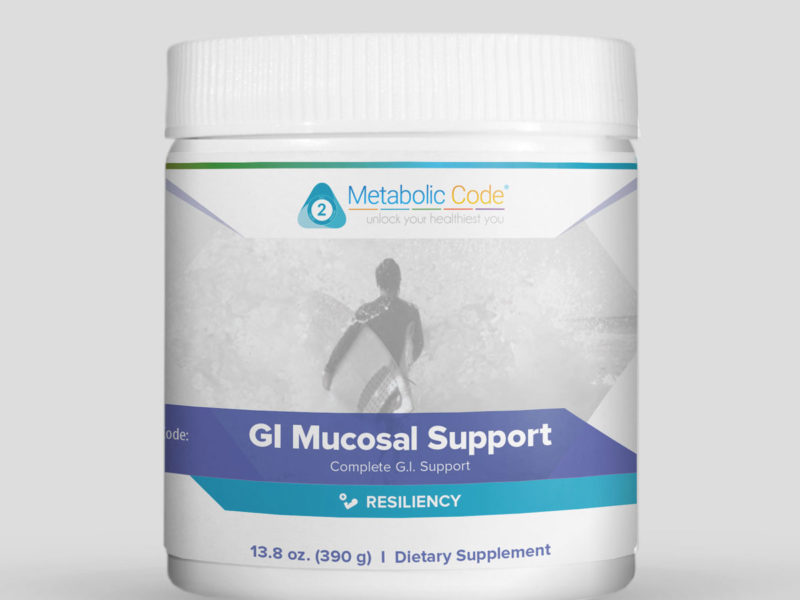 2
Metabolic Code®
unlock your healthiest you
ode:
GI Mucosal Support
Complete G.I. Support
RESILIENCY
13.8 oz. (390 g) | Dietary Supplement